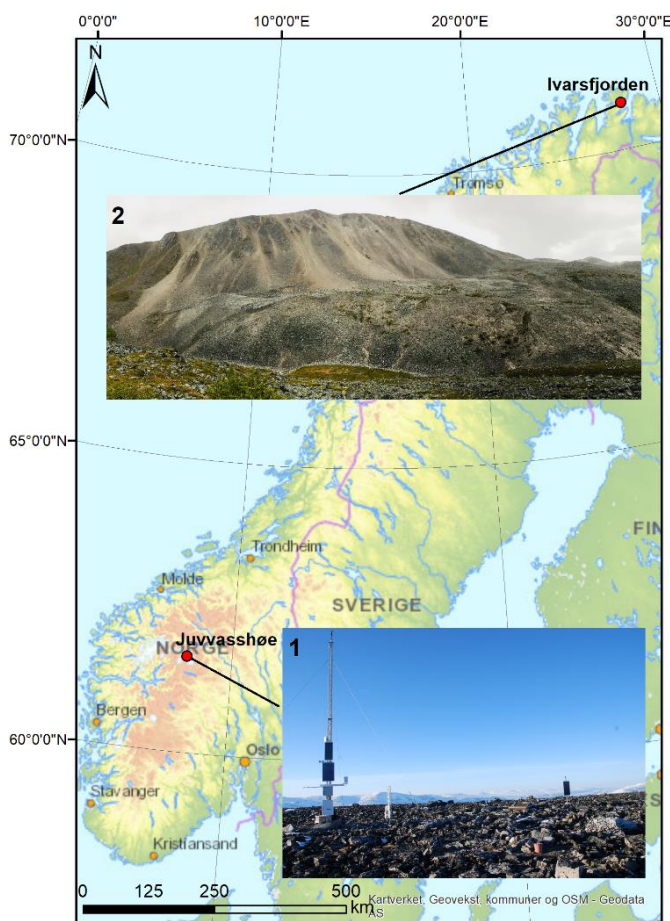 0°0'0"
10°0'0"E
20°0'0"E
30°0'0"E
N
Ivarsfjorden
70°0'0"N
Tromsø
2
65°0'0"N
Trondheim
FIN
Molde
SVERIGE
Juvvasshøe
NORGE
1
Bergen
60°0'0"N
Oslo
Stavanger
Kristiansand
0 125 250 500
km
Kartverket, Geovekst, kommuner og OSM - Geodata
AS